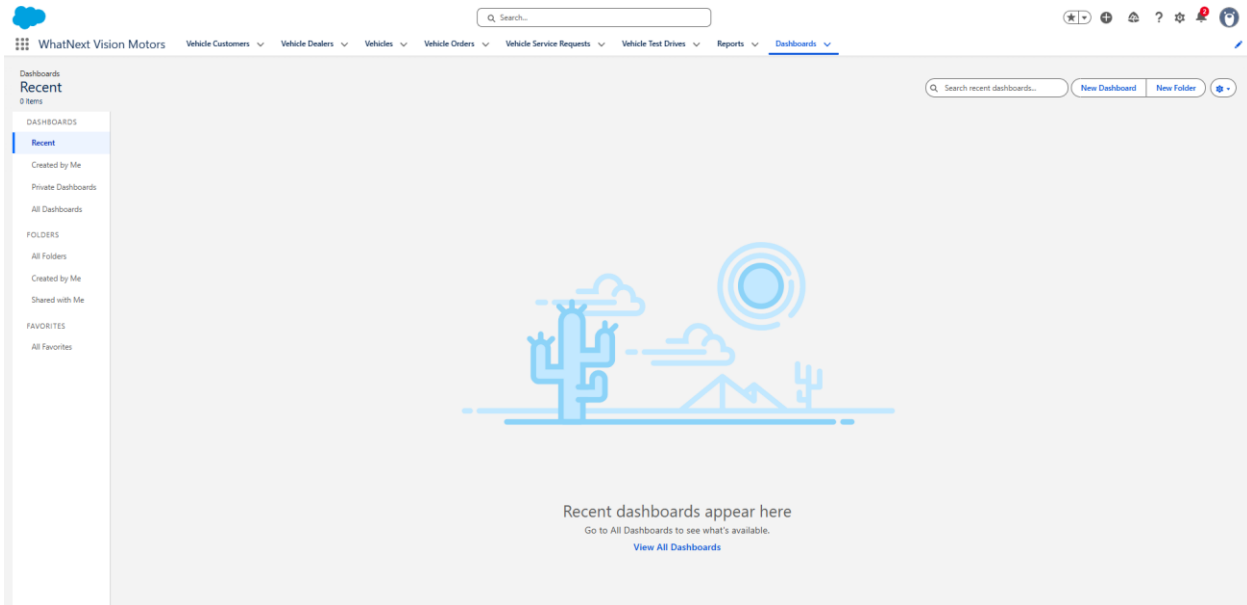 Search...
2
WhatNext Vision Motors
Vehicle Customers
Vehicle Dealers
Vehicles
Vehicle Orders
Vehicle Service Requests
Vehicle Test Drives
Reports
Dashboards
Dashboards
Recent
0 items
Search recent dashboards...
New Dashboard
New Folder
DASHBOARDS
Recent
Created by Me
Private Dashboards
All Dashboards
FOLDERS
All Folders
Created by Me
Shared with Me
FAVORITES
All Favorites
Recent dashboards appear here
Go to All Dashboards to see what's available.
View All Dashboards